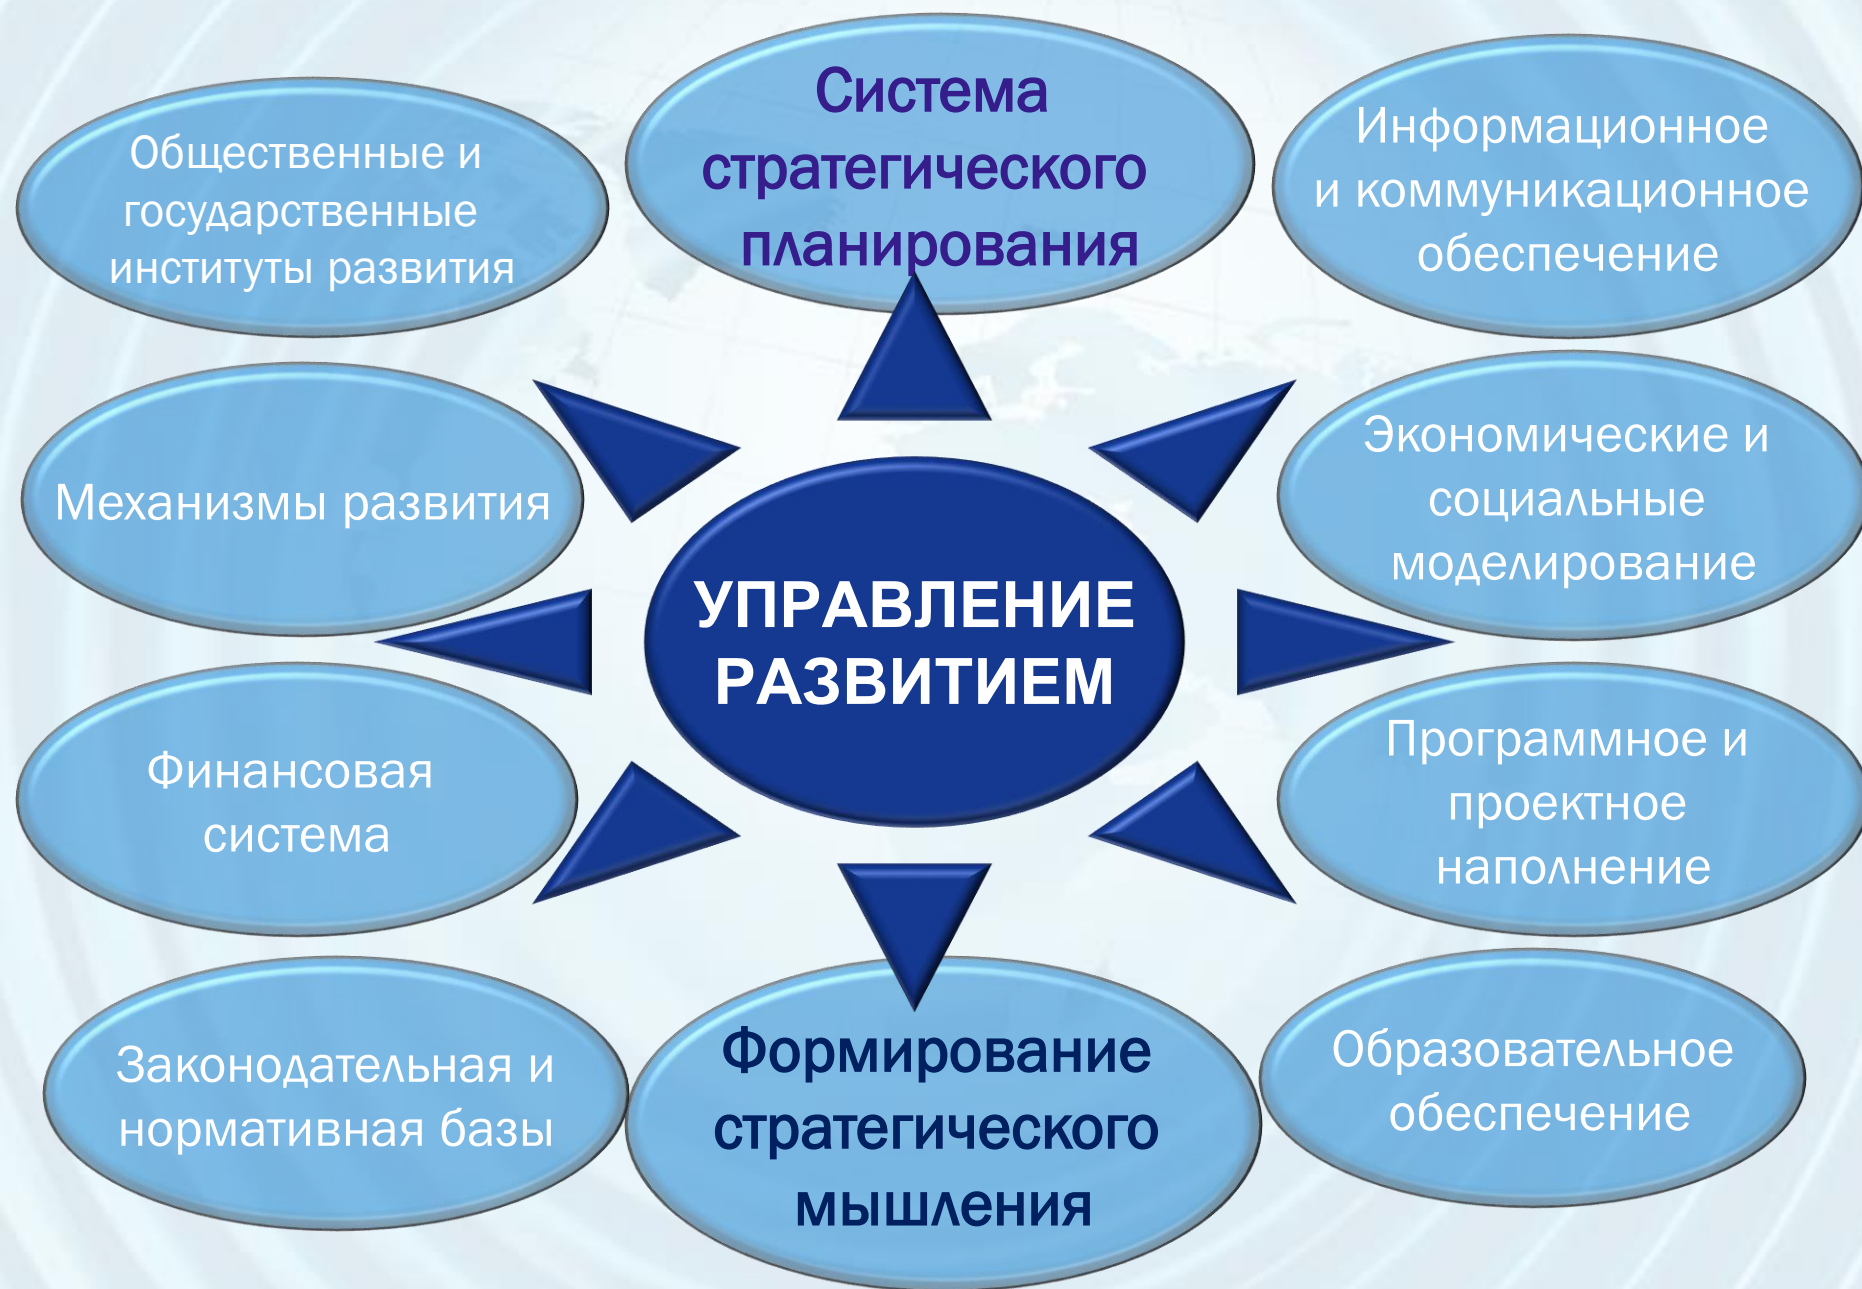 Система
стратегического
планирования
Общественные и
государственные
институты развития
Информационное
и коммуникационное
обеспечение
Механизмы развития
Экономические и
социальные
моделирование
УПРАВЛЕНИЕ
РАЗВИТИЕМ
Финансовая
система
Программное и
проектное
наполнение
Законодательная и
нормативная базы
Формирование
стратегического
мышления
Образовательное
обеспечение